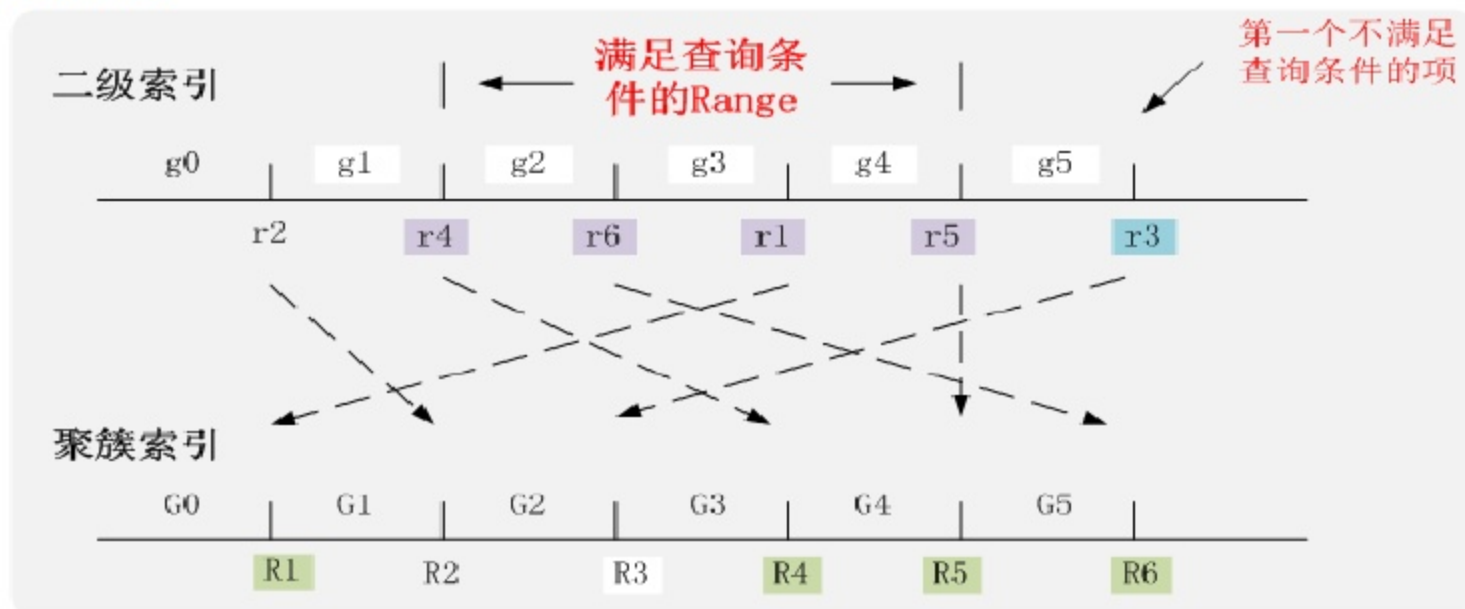 第一个不满足
查询条件的项
满足查询条
件的Range
二级索引
g0 g1 g2 g3 g4 g5
r2 r4 r6 r1 r5 r3
聚簇索引
G0 G1 G2 G3 G4 G5
R1 R2 R3 R4 R5 R6